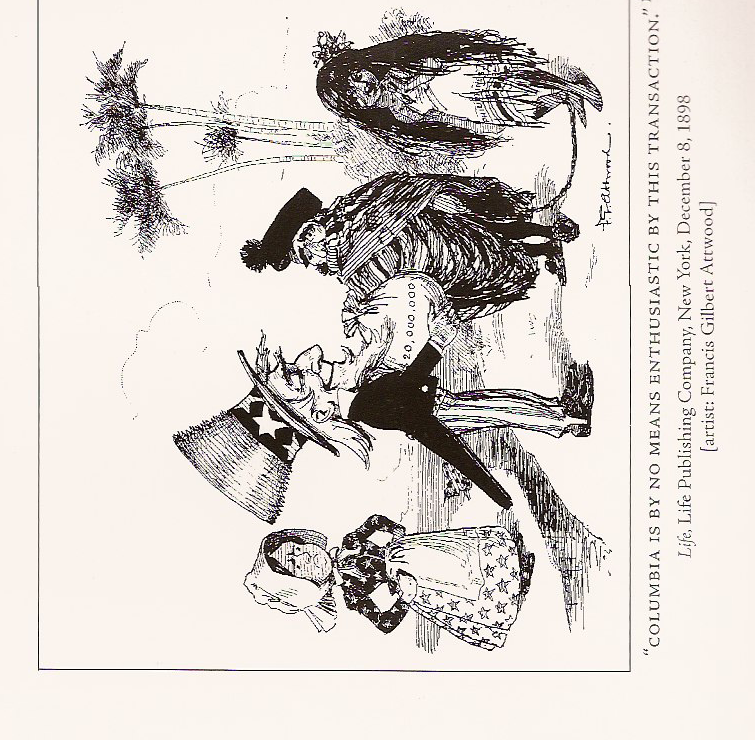 20,000.000
F.G. Attwood.
"COLUMBIA IS BY NO MEANS ENTHUSIASTIC BY THIS TRANSACTION."
Life, Life Publishing Company, New York, December 8, 1898
[artist: Francis Gilbert Attwood]